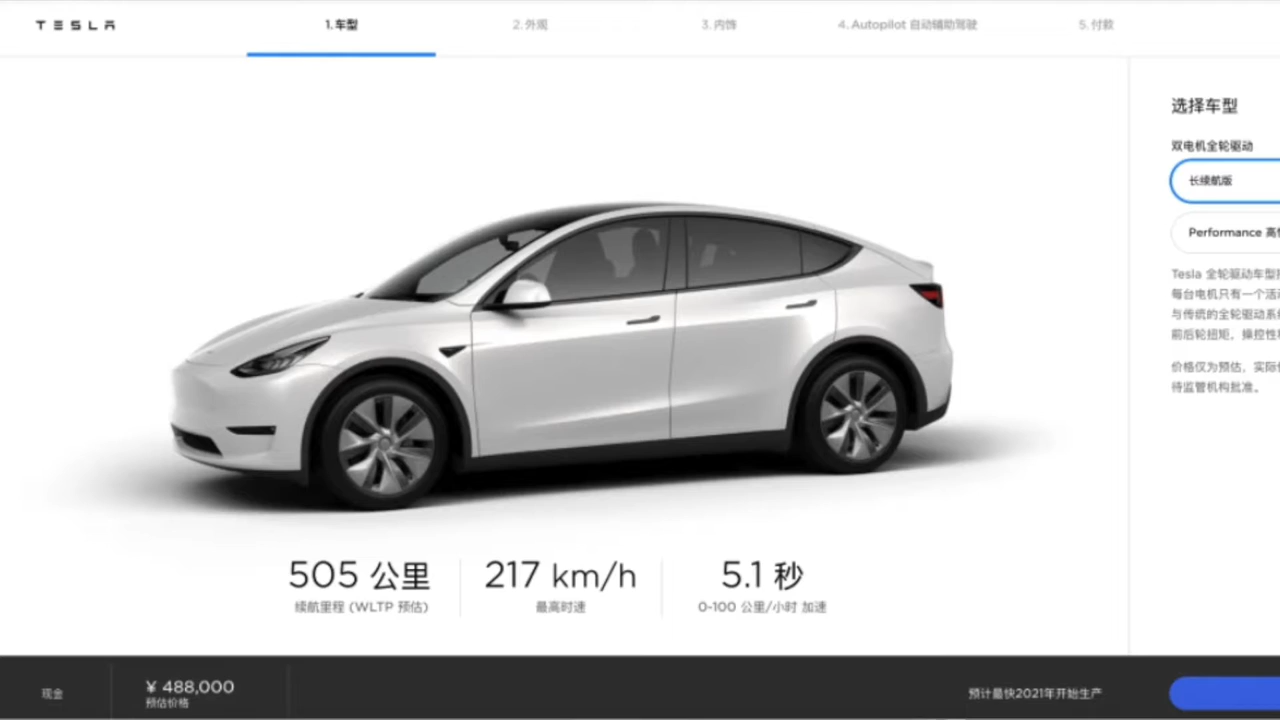 TESLA
1.车型
2.外观
3.内饰
4.Autopilot 自动辅助驾驶
5.付款
选择车型
双电机全轮驱动
长续航版
Performance 高
Tesla 全轮驱动车型
每台电机只有一个活
与传统的全轮驱动系
前后轮扭矩。操控性
价格仅为预估,实际
待监管机构批准。
505 公里
续航里程 (WLTP 预估)
217 km/h
最高时速
5.1 秒
0-100 公里/小时 加速
现金
¥ 488,000
预估价格
预计最快2021年开始生产